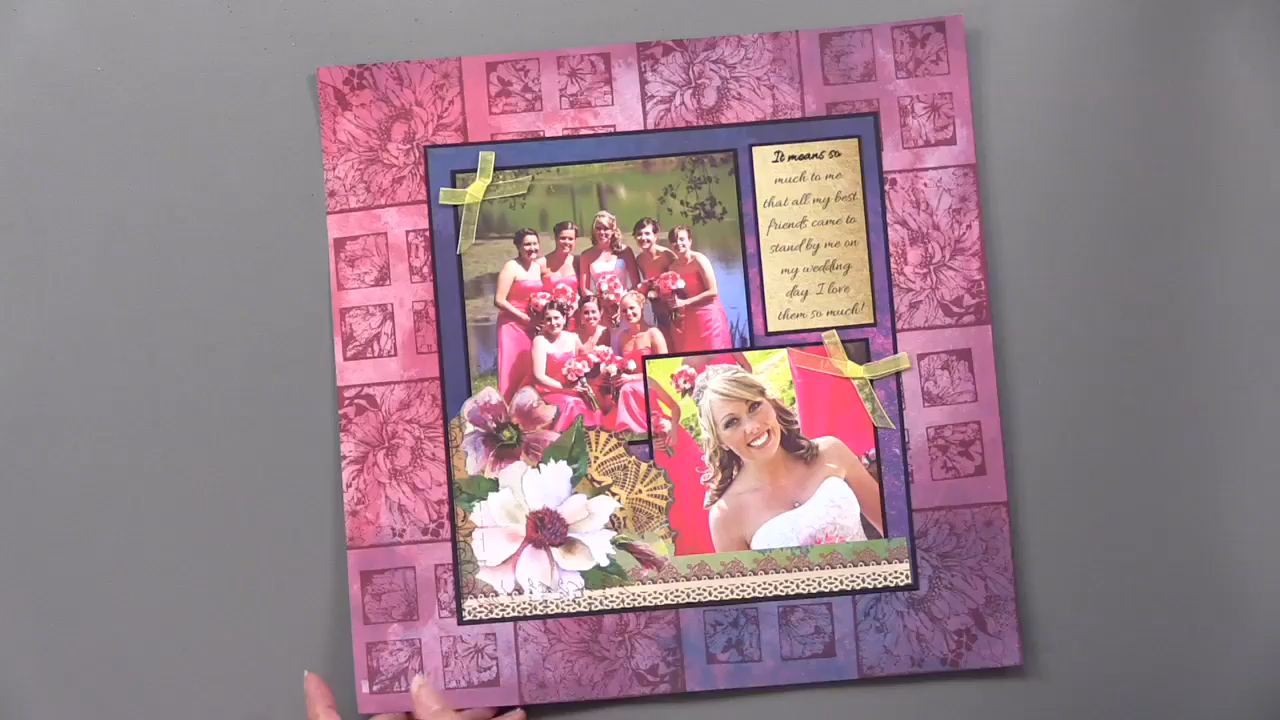 It means so
much to me
that all my best
friends came to
stand by me on
my wedding
day. I love
them so much!